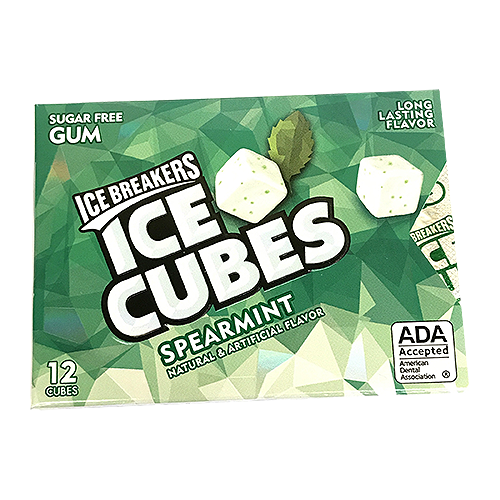 SUGAR FREE
GUM
LONG
LASTING
FLAVOR
ICE BREAKERS
ICE
CUBES
SPEARMINT
NATURAL & ARTIFICIAL FLAVOR
12
CUBES
BREAKERS
ADA
Accepted
American
Dental
Association ®